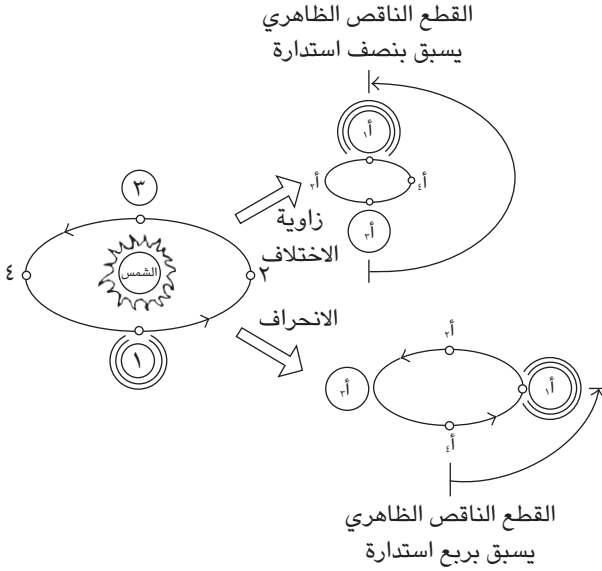 القطع الناقص الظاهري
يسبق بنصف استدارة
أ١
أ٢
أ٤
أ٣
زاوية
الاختلاف
٣
٤
الشمس
٢
١
الانحراف
أ٢
أ٣
أ١
أ٤
القطع الناقص الظاهري
يسبق بربع استدارة